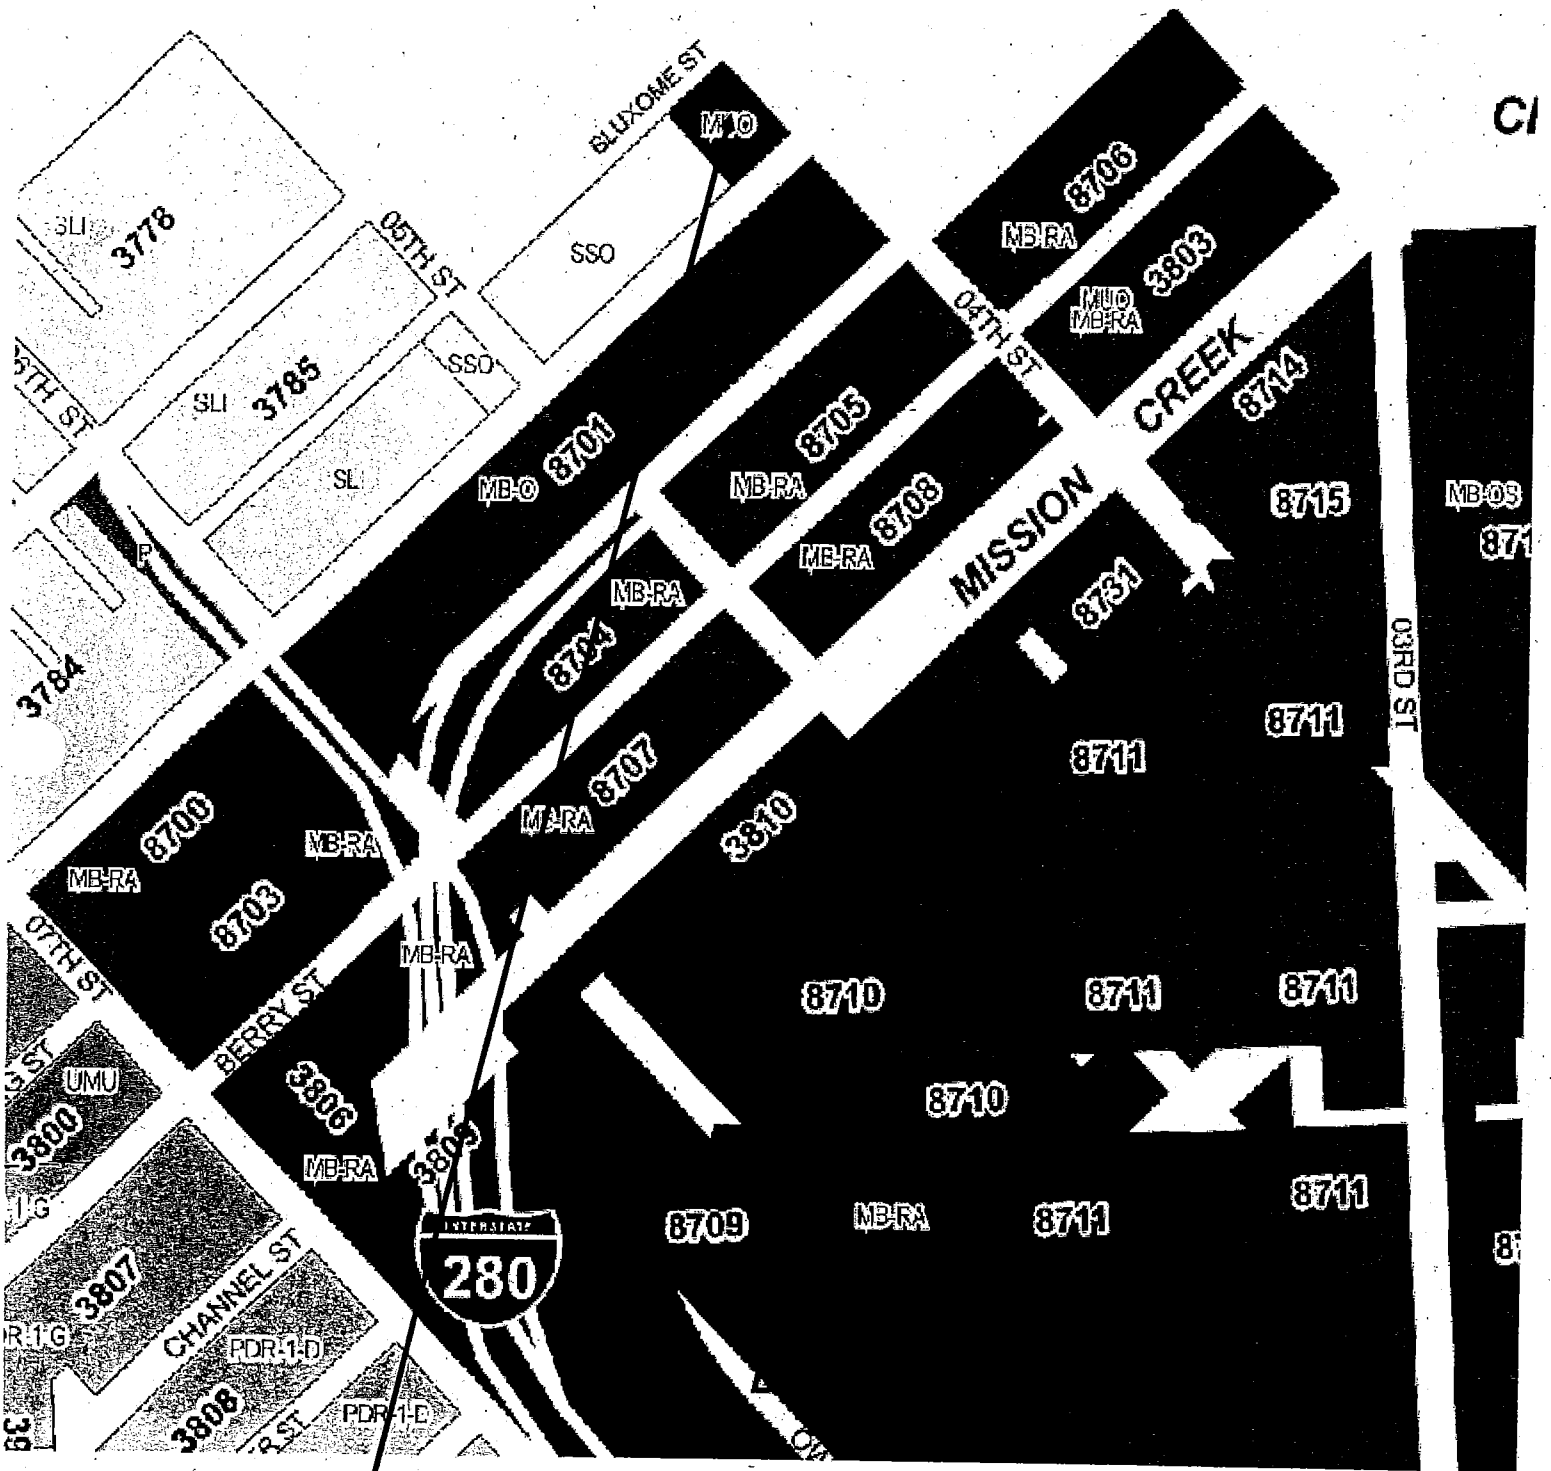 BLUXOME ST
CI
8706
MB-RA
SLI
3778
05TH ST
SSO
3803
MUO
MB-RA
04TH ST
CREEK
8714
SSO
SLI
3785
8705
8701
MB-O
MB-RA
8708
8715
MB-OS
MB-RA
MISSION
P
8731
MB-RA
8704
03RD ST
3784
8711
8711
8707
8700
3810
MB-RA
MB-RA
8703
07TH ST
MB-RA
8710
8711
8711
BERRY ST
UMU
3806
8710
3800
MB-RA
8711
8709
MB-RA
8711
INTERSTATE
280
3807
CHANNEL ST
PDR-1-D
3808
PDR-1-D